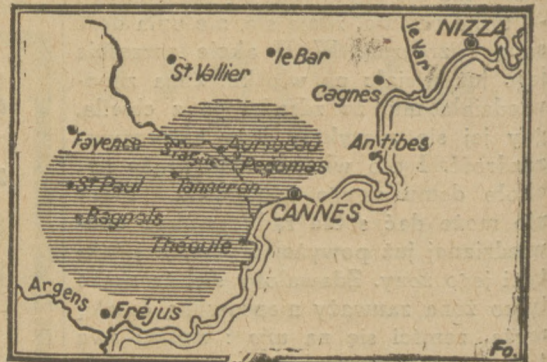 NIZZA
le Var
le Bar
St. Vallier
Cagnes
Fayence
Siagne
Auribeau
Antibes
Pegomas
St Paul
Tanneron
CANNES
Bagnols
Théoule
Argens
Fréjus
Fo.